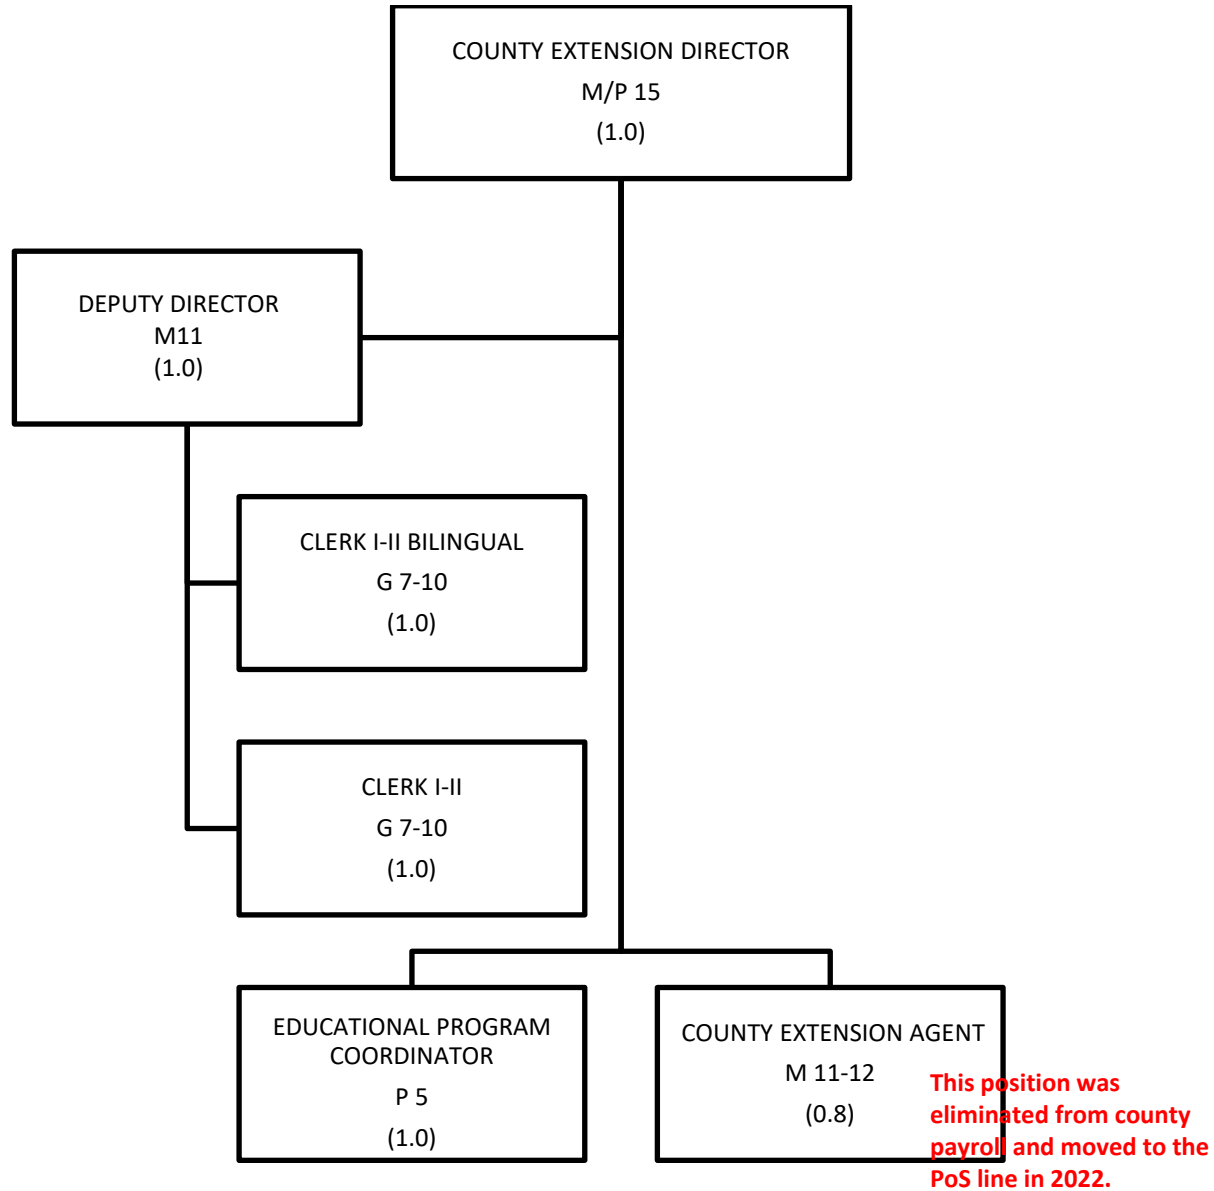 COUNTY EXTENSION DIRECTOR
M/P 15
(1.0)
DEPUTY DIRECTOR
M11
(1.0)
CLERK I-II BILINGUAL
G 7-10
(1.0)
CLERK I-II
G 7-10
(1.0)
EDUCATIONAL PROGRAM
COORDINATOR
P 5
(1.0)
COUNTY EXTENSION AGENT
M 11-12
(0.8)
This position was
eliminated from county
payroll and moved to the
PoS line in 2022.